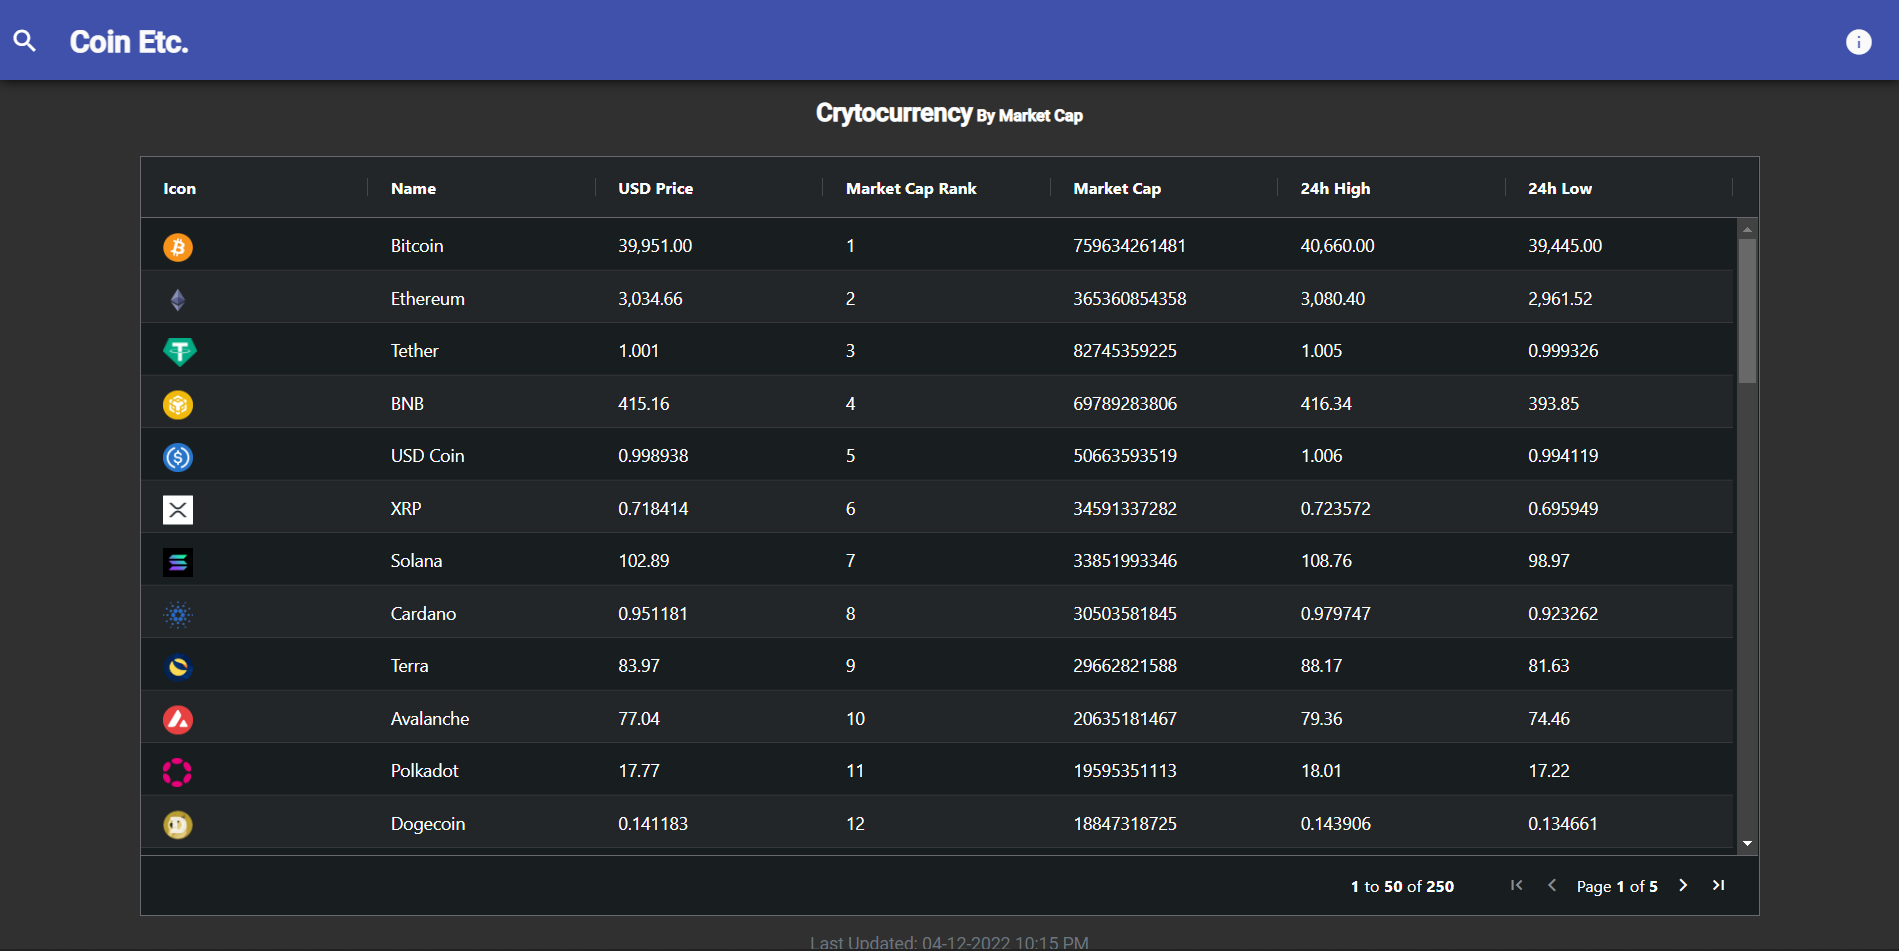 Coin Etc.
Crytocurrency By Market Cap
Icon Name USD Price Market Cap Rank Market Cap 24h High 24h Low
Bitcoin 39,951.00 1 759634261481 40,660.00 39,445.00
Ethereum 3,034.66 2 365360854358 3,080.40 2,961.52
Tether 1.001 3 82745359225 1.005 0.999326
BNB 415.16 4 69789283806 416.34 393.85
USD Coin 0.998938 5 50663593519 1.006 0.994119
XRP 0.718414 6 34591337282 0.723572 0.695949
Solana 102.89 7 33851993346 108.76 98.97
Cardano 0.951181 8 30503581845 0.979747 0.923262
Terra 83.97 9 29662821588 88.17 81.63
Avalanche 77.04 10 20635181467 79.36 74.46
Polkadot 17.77 11 19595351113 18.01 17.22
Dogecoin 0.141183 12 18847318725 0.143906 0.134661
1 to 50 of 250 Page 1 of 5
Last Updated: 04-12-2022 10:15 PM